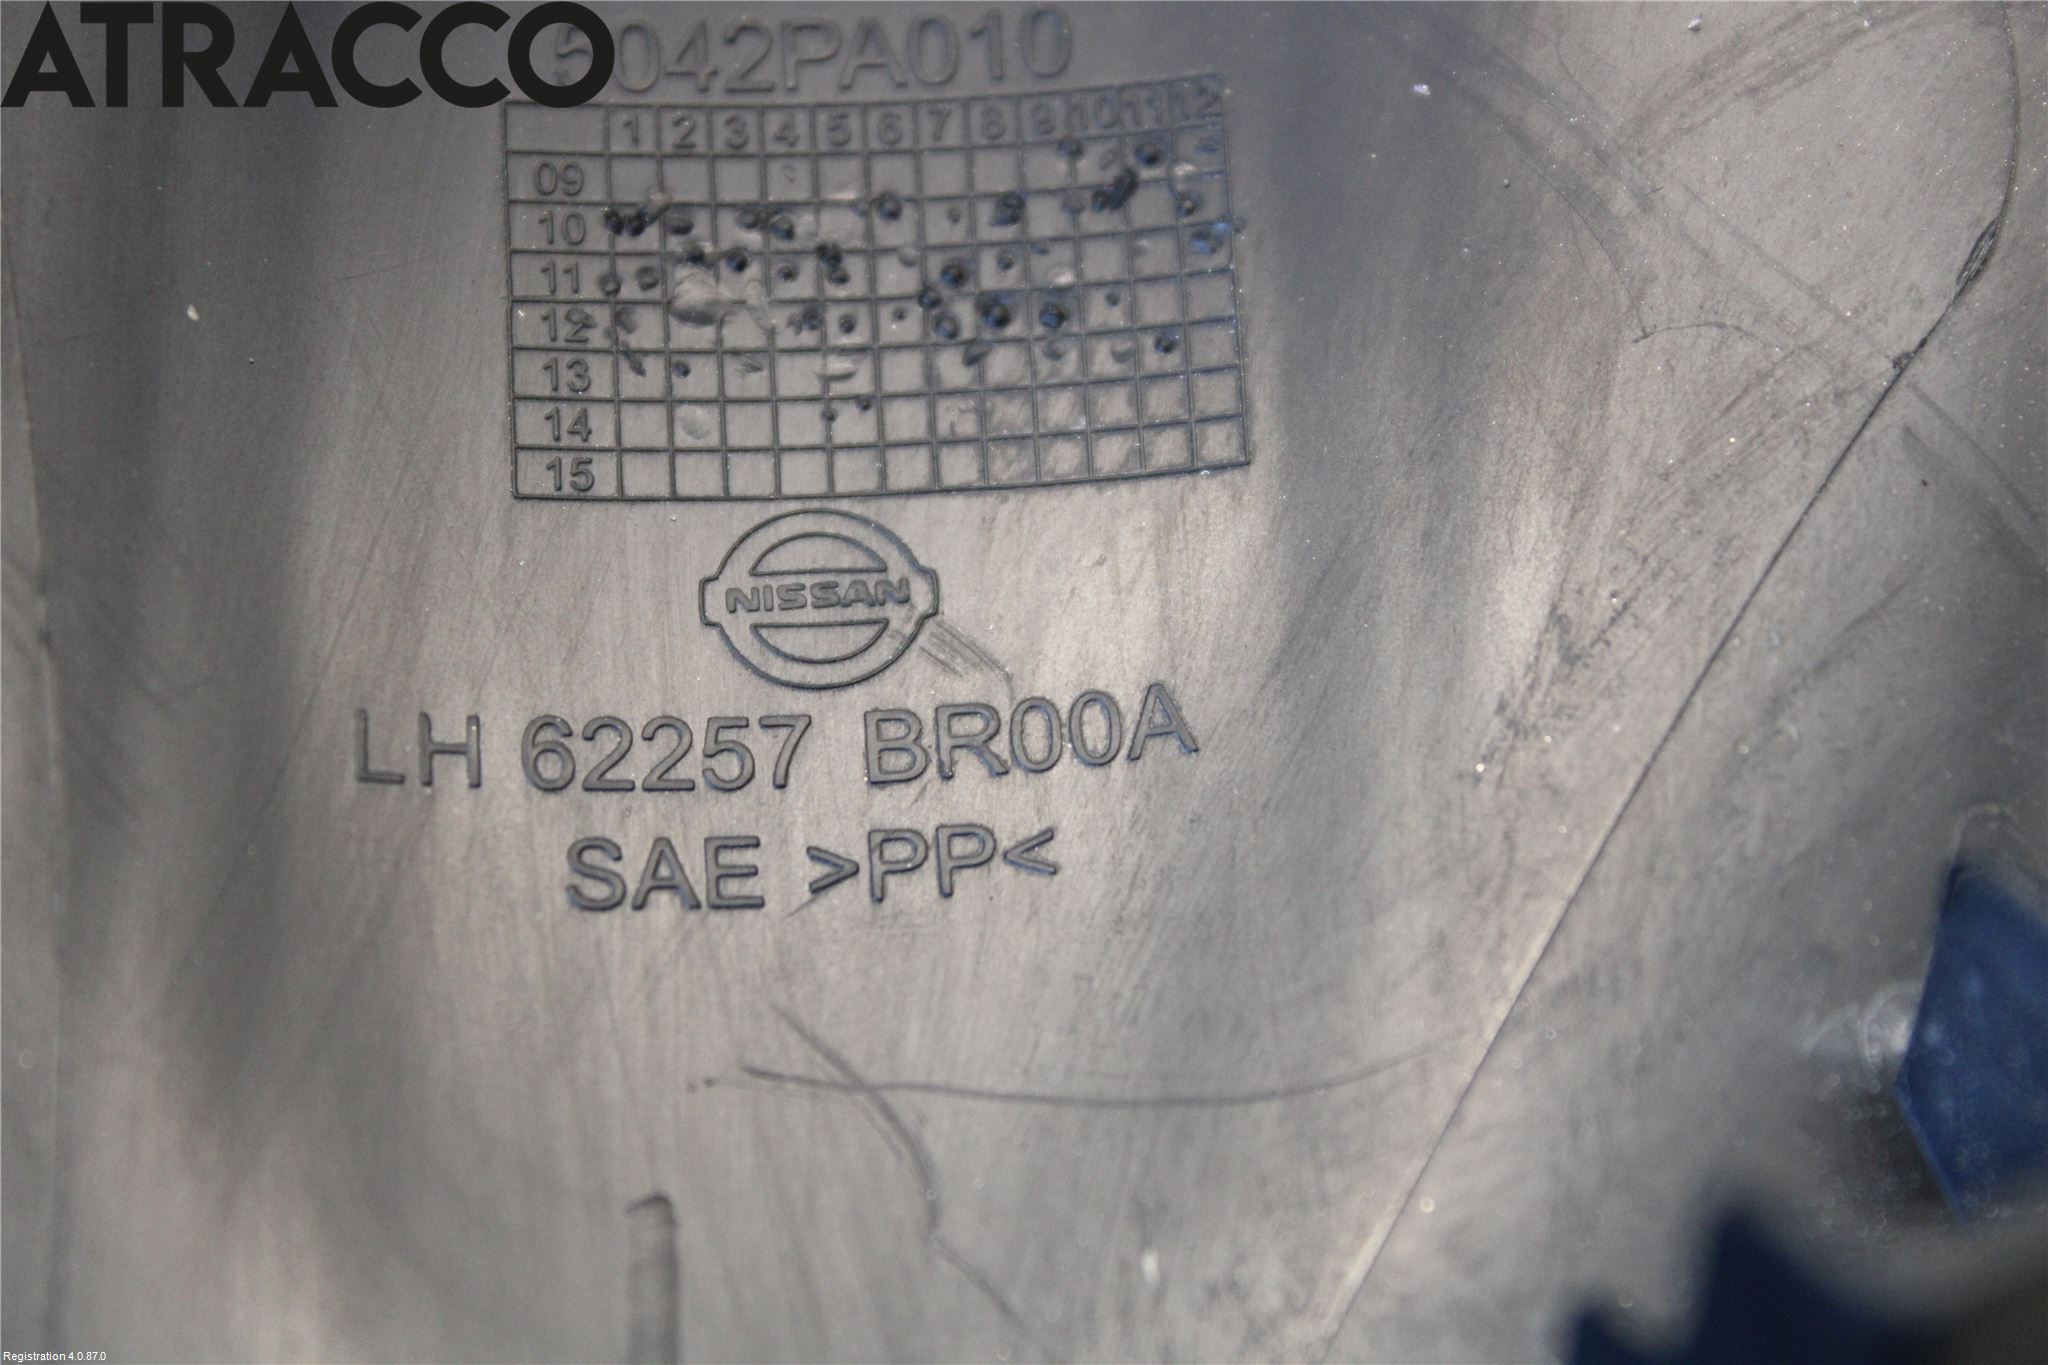 ATRACCO
5042PA010
1 2 3 4 5 6 7 8 9 10 11 12
09
10
11
12
13
14
15
NISSAN
LH 62257 BR00A
SAE >PP<
Registration 4.0.87.0